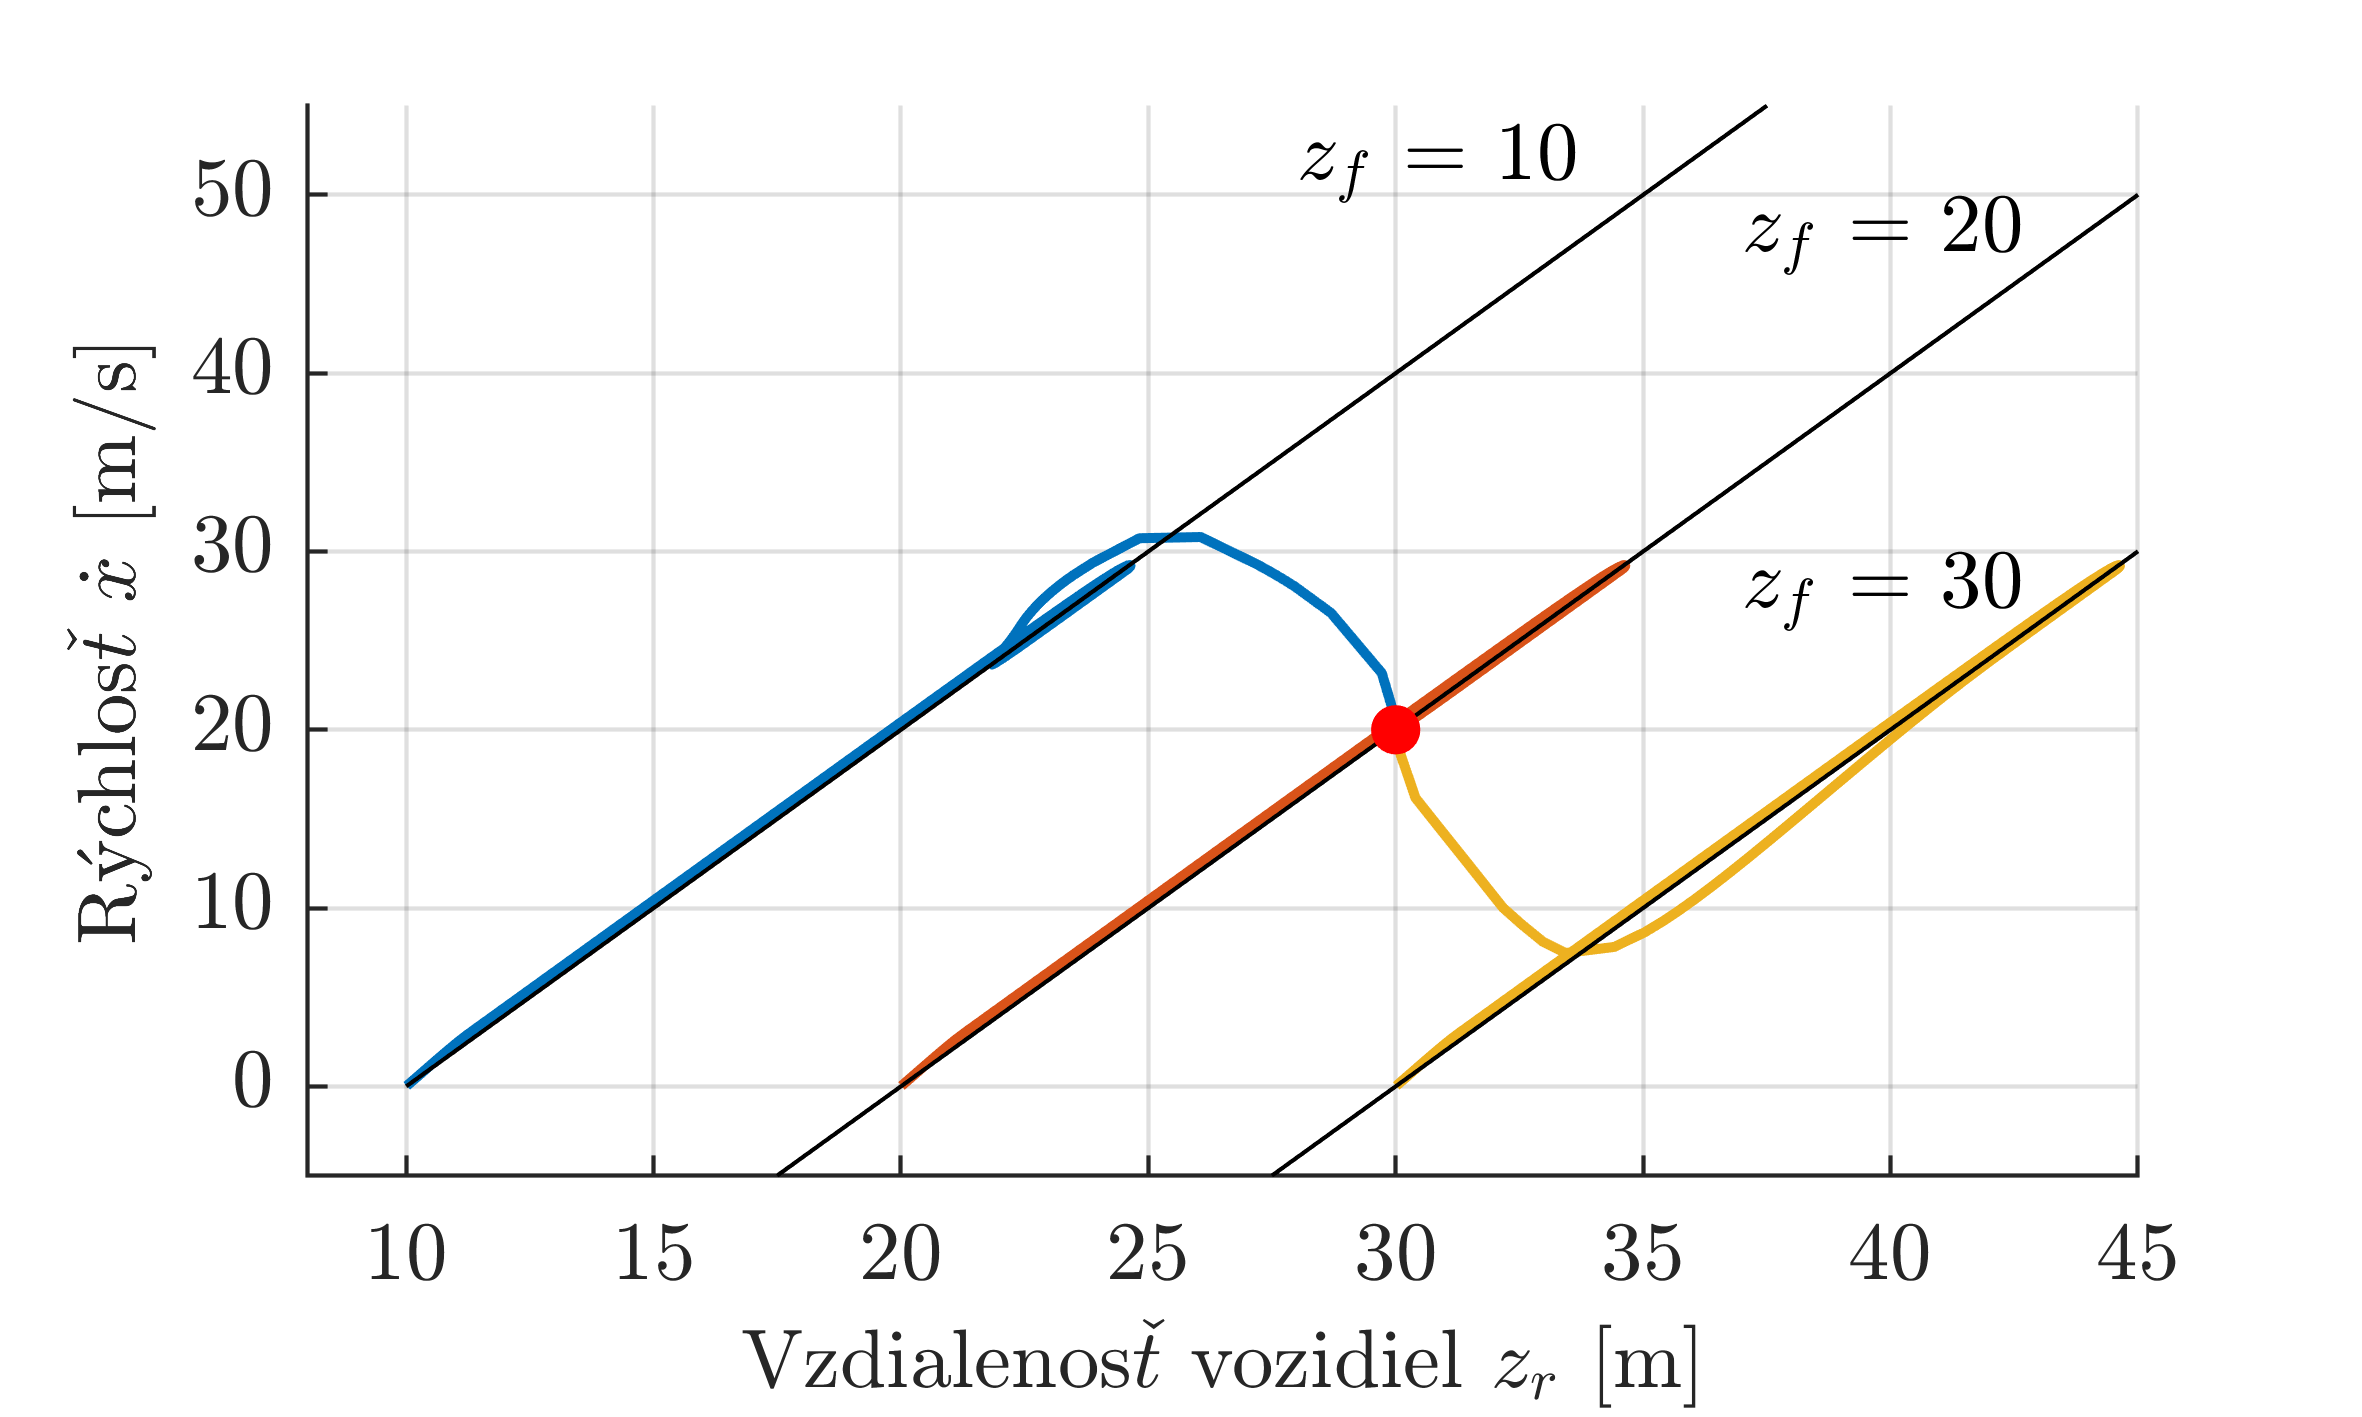 z_f = 10
50
z_f = 20
40
30
z_f = 30
20
10
0
Rýchlosť ẋ [m/s]
10 15 20 25 30 35 40 45
Vzdialenosť vozidiel z_r [m]